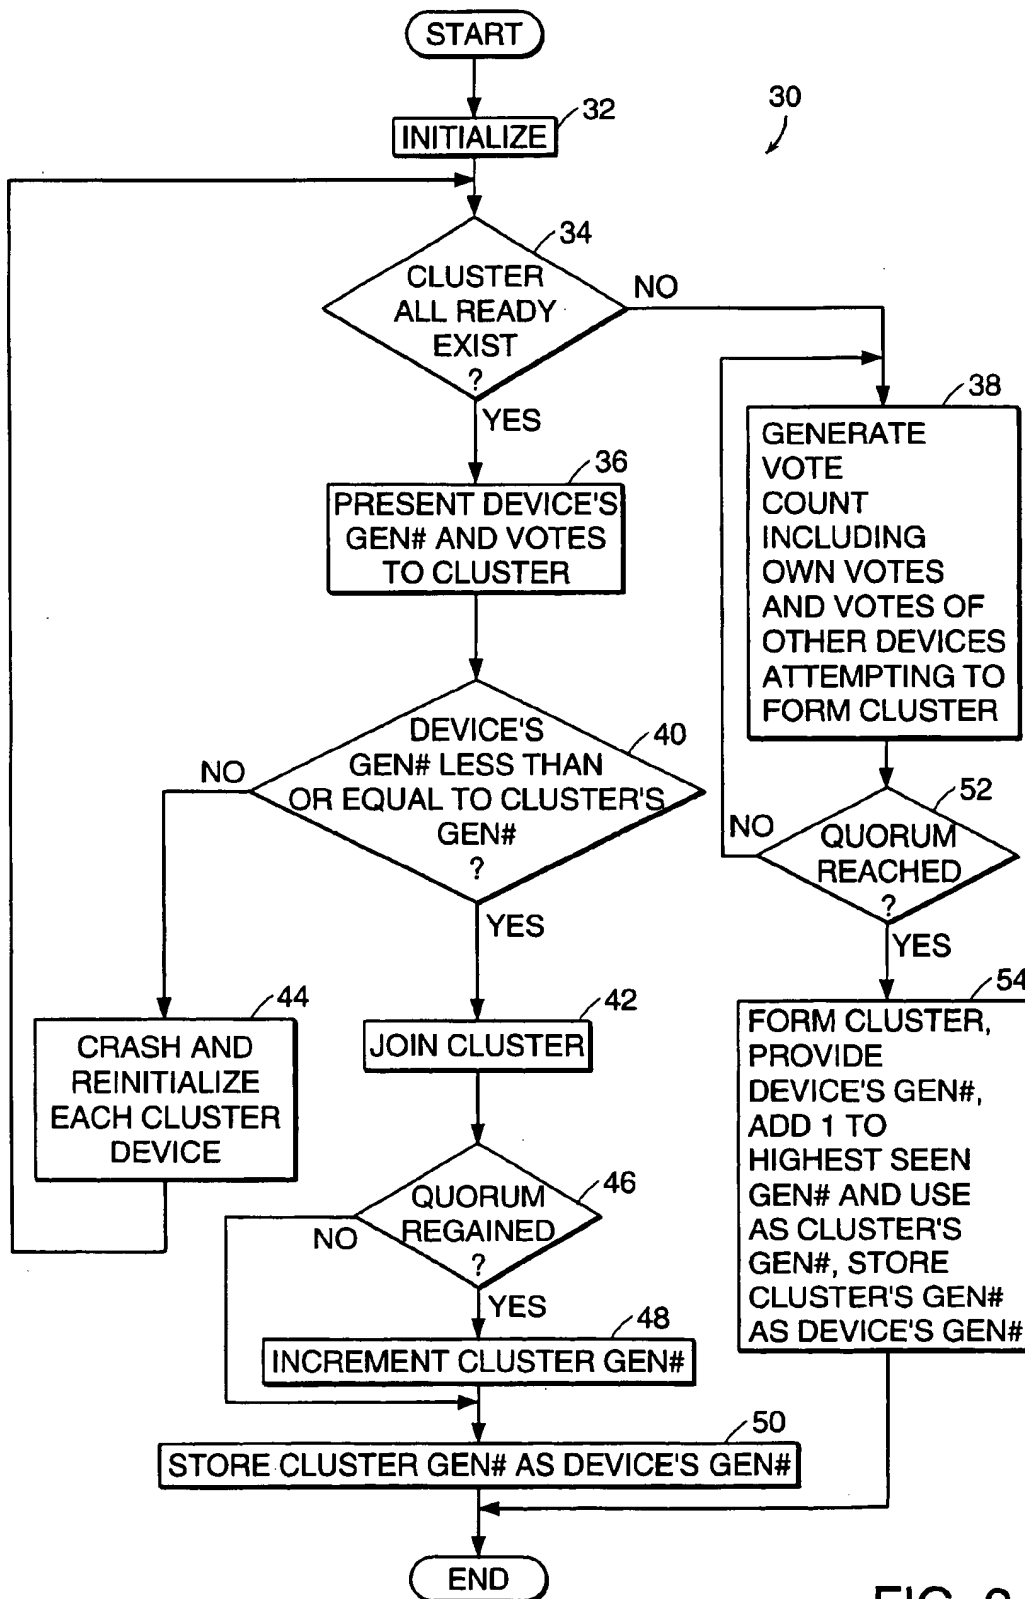 START
30
32
INITIALIZE
34
CLUSTER
ALL READY
EXIST
?
NO
YES
36
PRESENT DEVICE'S
GEN# AND VOTES
TO CLUSTER
38
GENERATE
VOTE
COUNT
INCLUDING
OWN VOTES
AND VOTES OF
OTHER DEVICES
ATTEMPTING TO
FORM CLUSTER
40
DEVICE'S
GEN# LESS THAN
OR EQUAL TO CLUSTER'S
GEN#
?
NO
YES
52
QUORUM
REACHED
?
NO
YES
44
CRASH AND
REINITIALIZE
EACH CLUSTER
DEVICE
42
JOIN CLUSTER
54
FORM CLUSTER,
PROVIDE
DEVICE'S GEN#,
ADD 1 TO
HIGHEST SEEN
GEN# AND USE
AS CLUSTER'S
GEN#, STORE
CLUSTER'S GEN#
AS DEVICE'S GEN#
46
QUORUM
REGAINED
?
NO
YES
48
INCREMENT CLUSTER GEN#
50
STORE CLUSTER GEN# AS DEVICE'S GEN#
END
FIG.